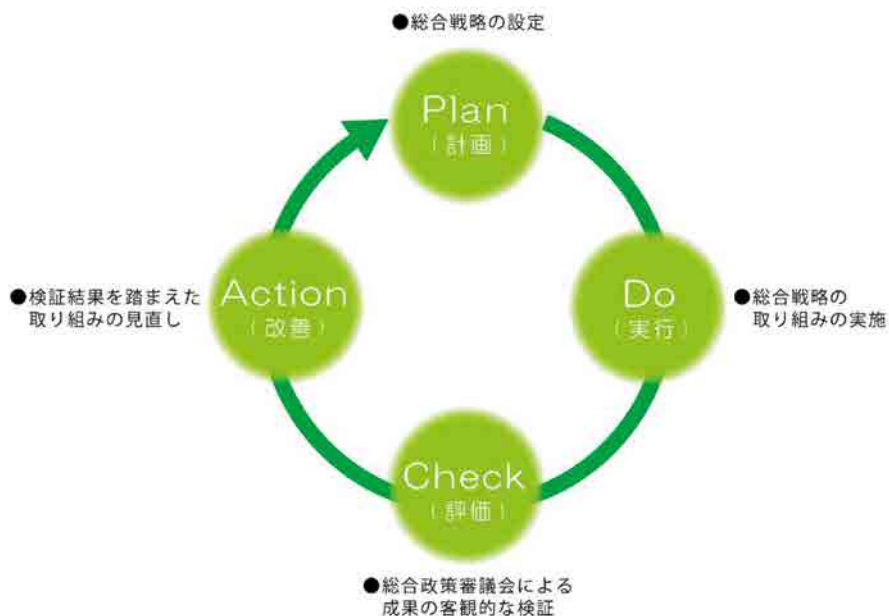 ●総合戦略の設定
Plan
（計画）
Action
（改善）
●検証結果を踏まえた
取り組みの見直し
Do
（実行）
●総合戦略の
取り組みの実施
Check
（評価）
●総合政策審議会による
成果の客観的な検証